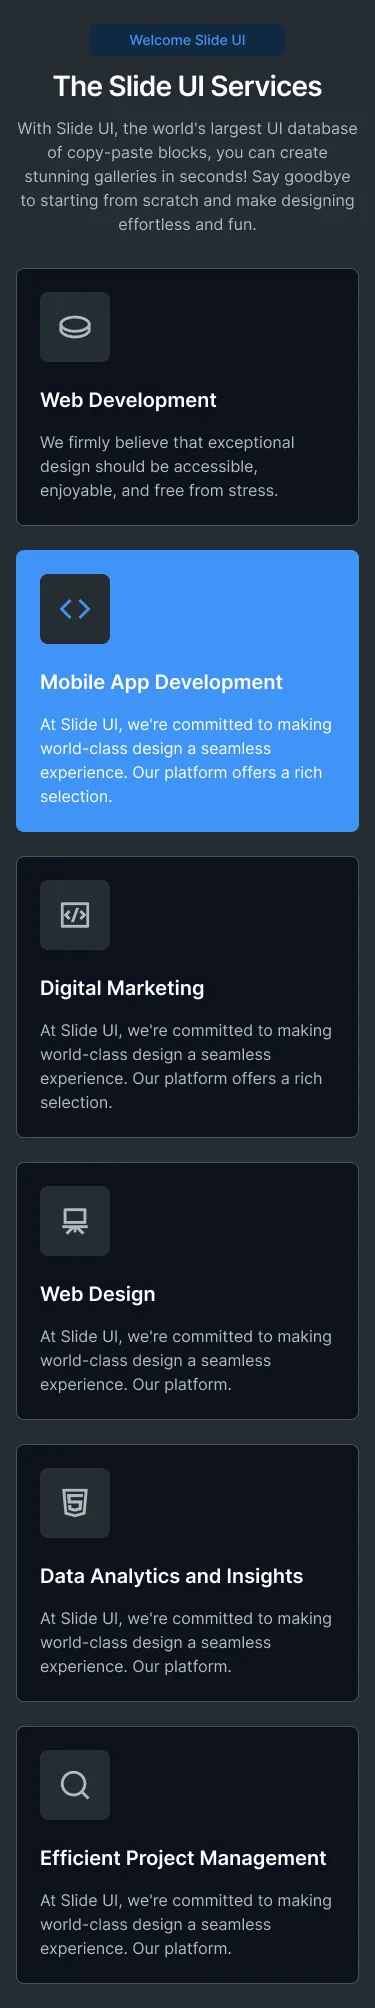 Welcome Slide UI
The Slide UI Services
With Slide UI, the world's largest UI database
of copy-paste blocks, you can create
stunning galleries in seconds! Say goodbye
to starting from scratch and make designing
effortless and fun.
Web Development
We firmly believe that exceptional
design should be accessible,
enjoyable, and free from stress.
Mobile App Development
At Slide UI, we're committed to making
world-class design a seamless
experience. Our platform offers a rich
selection.
Digital Marketing
At Slide UI, we're committed to making
world-class design a seamless
experience. Our platform offers a rich
selection.
Web Design
At Slide UI, we're committed to making
world-class design a seamless
experience. Our platform.
Data Analytics and Insights
At Slide UI, we're committed to making
world-class design a seamless
experience. Our platform.
Efficient Project Management
At Slide UI, we're committed to making
world-class design a seamless
experience. Our platform.